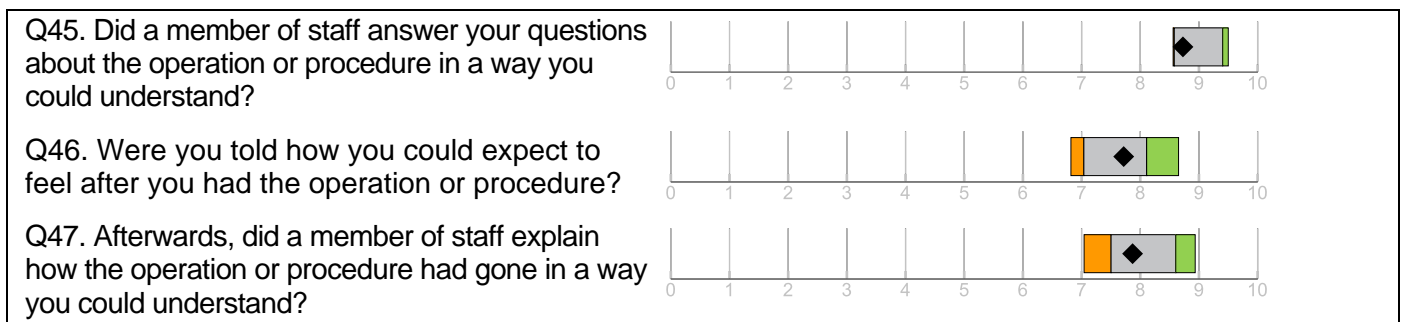 Q45. Did a member of staff answer your questions
about the operation or procedure in a way you
could understand?
0 1 2 3 4 5 6 7 8 9 10
Q46. Were you told how you could expect to
feel after you had the operation or procedure?
0 1 2 3 4 5 6 7 8 9 10
Q47. Afterwards, did a member of staff explain
how the operation or procedure had gone in a way
you could understand?
0 1 2 3 4 5 6 7 8 9 10